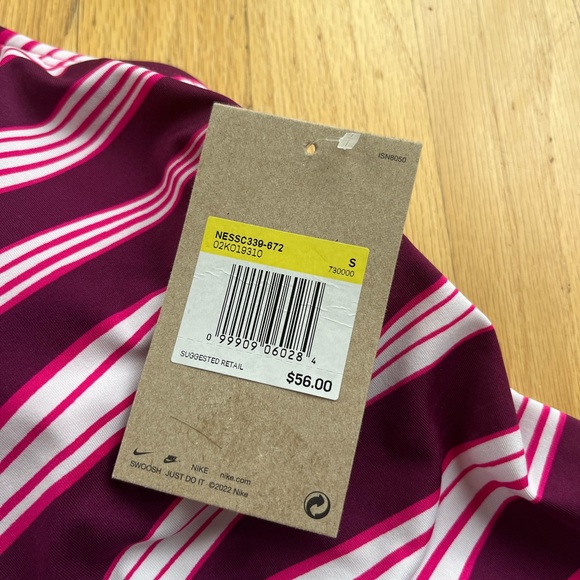 ISN8050
NESSC339-672
02KO19310
S
730000
0 99909 06028 4
SUGGESTED RETAIL
$56.00
NIKE nike.com
SWOOSH JUST DO IT ©2022 Nike